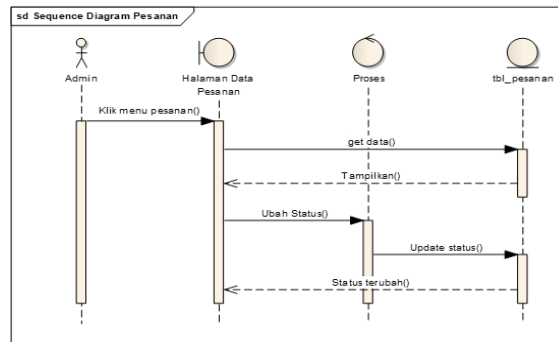 sd Sequence Diagram Pesanan
Admin
Halaman Data
Pesanan
Proses
tbl_pesanan
Klik menu pesanan()
get data()
Tampilkan()
Ubah Status()
Update status()
Status terubah()